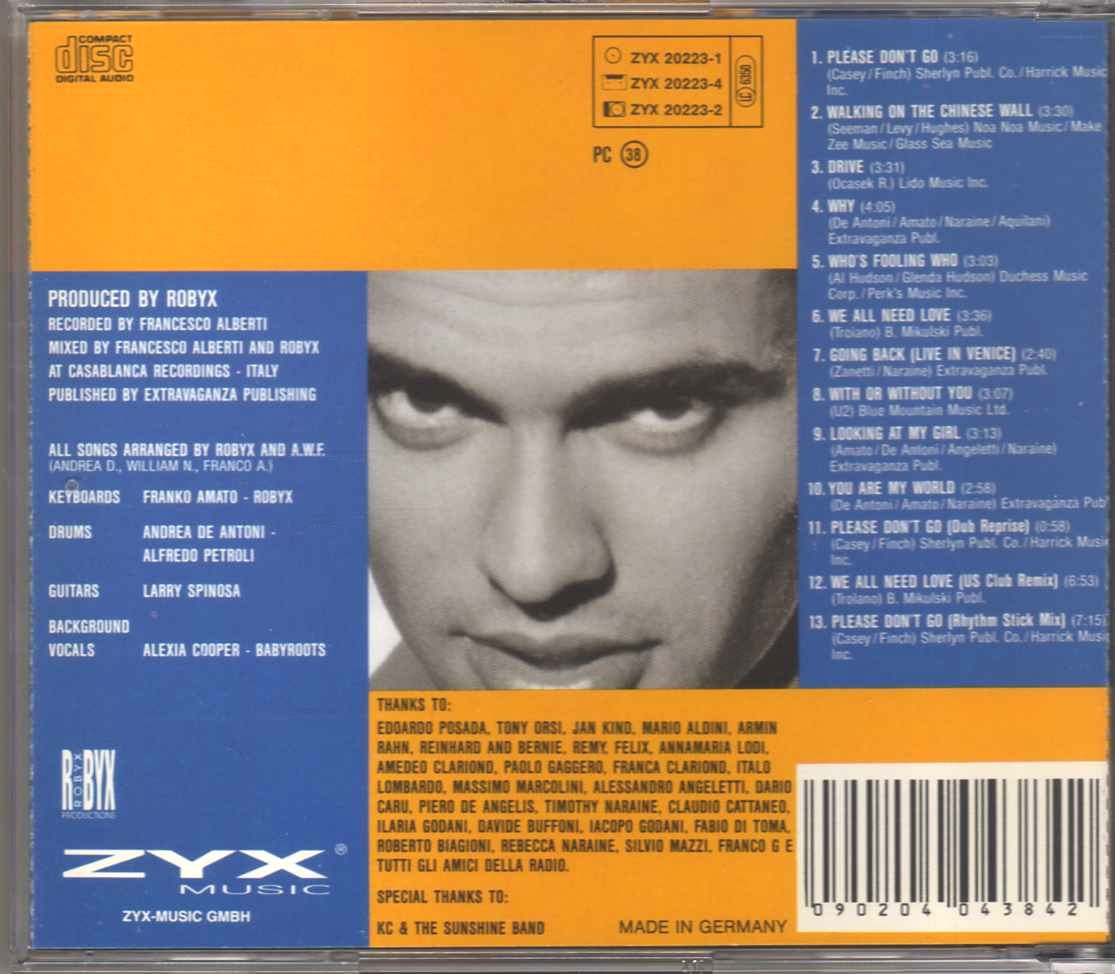 COMPACT
disc
DIGITAL AUDIO
ZYX 20223-1
ZYX 20223-4
ZYX 20223-2
LC 6350
PC 38
1. PLEASE DON'T GO (3:16)
(Casey/Finch) Sherlyn Publ. Co./Harrick Music
Inc.
2. WALKING ON THE CHINESE WALL (3:30)
(Seeman/Levy/Hughes) Noa Noa Music/Make
Zee Music/Glass Sea Music
3. DRIVE (3:31)
(Ocasek R.) Lido Music Inc.
4. WHY (4:05)
(De Antoni/Amato/Naraine/Aquilani)
Extravaganza Publ.
5. WHO'S FOOLING WHO (3:03)
(Al Hudson/Glenda Hudson) Duchess Music
Corp./Perk's Music Inc.
6. WE ALL NEED LOVE (3:36)
(Troiano) B. Mikulski Publ.
7. GOING BACK (LIVE IN VENICE) (2:40)
(Zanetti/Naraine) Extravaganza Publ.
8. WITH OR WITHOUT YOU (3:07)
(U2) Blue Mountain Music Ltd.
9. LOOKING AT MY GIRL (3:13)
(Amato/De Antoni/Angeletti/Naraine)
Extravaganza Publ.
10. YOU ARE MY WORLD (2:58)
(De Antoni/Amato/Naraine) Extravaganza Pub
11. PLEASE DON'T GO (Dub Reprise) (0:58)
(Casey/Finch) Sherlyn Publ. Co./Harrick Music
Inc.
12. WE ALL NEED LOVE (US Club Remix) (6:53)
(Troiano) B. Mikulski Publ.
13. PLEASE DON'T GO (Rhythm Stick Mix) (7:15)
(Casey/Finch) Sherlyn Publ. Co./Harrick Music
Inc.
PRODUCED BY ROBYX
RECORDED BY FRANCESCO ALBERTI
MIXED BY FRANCESCO ALBERTI AND ROBYX
AT CASABLANCA RECORDINGS - ITALY
PUBLISHED BY EXTRAVAGANZA PUBLISHING
ALL SONGS ARRANGED BY ROBYX AND A.W.F.
(ANDREA D., WILLIAM N., FRANCO A.)
KEYBOARDS FRANKO AMATO - ROBYX
DRUMS ANDREA DE ANTONI -
ALFREDO PETROLI
GUITARS LARRY SPINOSA
BACKGROUND
VOCALS ALEXIA COOPER - BABYROOTS
ROBYX
PRODUCTIONS
ZYX®
MUSIC
ZYX-MUSIC GMBH
THANKS TO:
EDOARDO POSADA, TONY ORSI, JAN KIND, MARIO ALDINI, ARMIN
RAHN, REINHARD AND BERNIE, REMY, FELIX, ANNAMARIA LODI,
AMEDEO CLARIOND, PAOLO GAGGERO, FRANCA CLARIOND, ITALO
LOMBARDO, MASSIMO MARCOLINI, ALESSANDRO ANGELETTI, DARIO
CARU, PIERO DE ANGELIS, TIMOTHY NARAINE, CLAUDIO CATTANEO,
ILARIA GODANI, DAVIDE BUFFONI, IACOPO GODANI, FABIO DI TOMA,
ROBERTO BIAGIONI, REBECCA NARAINE, SILVIO MAZZI, FRANCO G E
TUTTI GLI AMICI DELLA RADIO.
SPECIAL THANKS TO:
KC & THE SUNSHINE BAND
MADE IN GERMANY
090204 043842